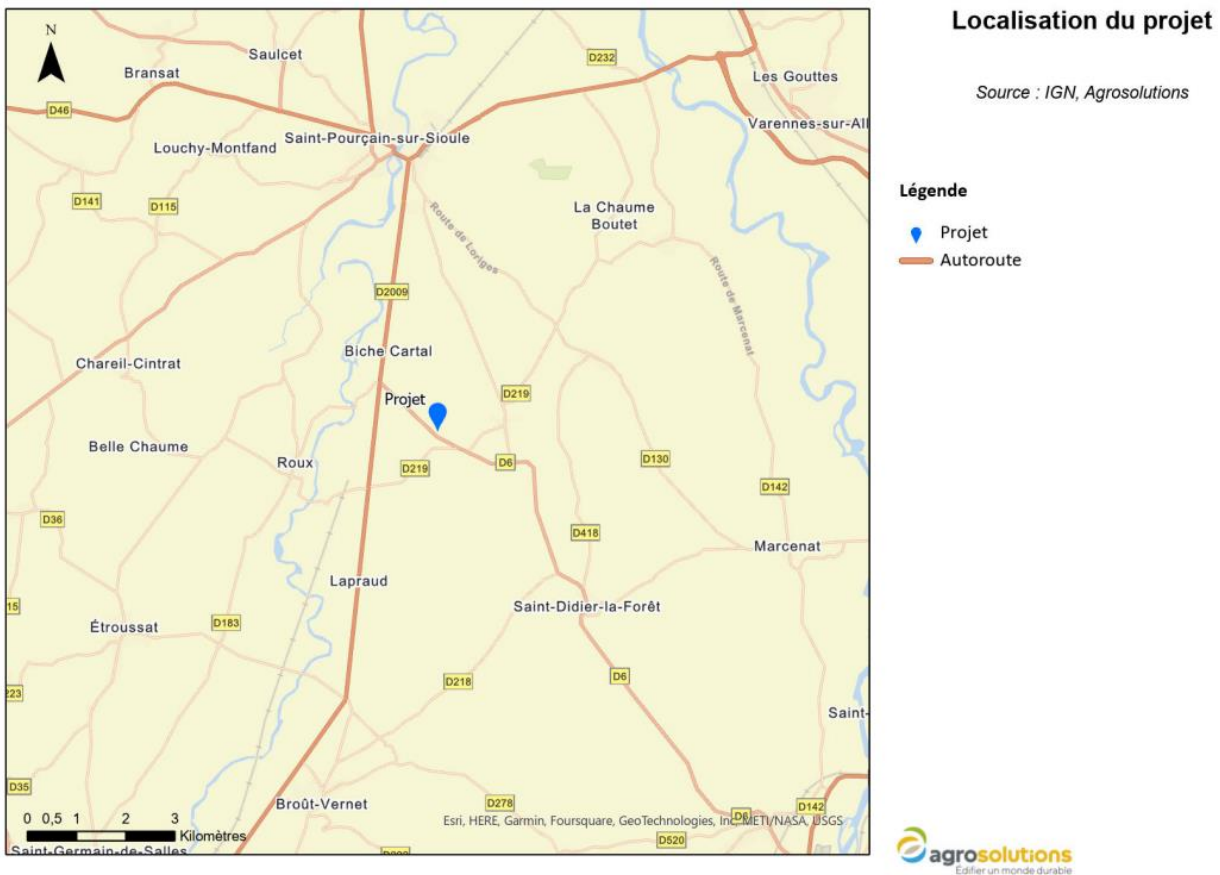 Localisation du projet
Source : IGN, Agrosolutions
Légende
Projet
Autoroute
N
Saulcet
Bransat
D232
Les Gouttes
D46
Varennes-sur-All
Saint-Pourçain-sur-Sioule
Louchy-Montfand
D141
D115
La Chaume
Boutet
Route de Loriges
Route de Marcenat
D2009
Biche Cartal
Chareil-Cintrat
D219
Projet
Belle Chaume
Roux
D219
D6
D130
D142
D36
D418
Marcenat
Lapraud
15
Saint-Didier-la-Forêt
Étroussat
D183
D218
D6
223
Saint-
D35
Broût-Vernet
D278
D142
D6
0 0,5 1 2 3
Kilomètres
Esri, HERE, Garmin, Foursquare, GeoTechnologies, Inc, METI/NASA, USGS
D520
Saint-Germain-de-Salles
agrosolutions
Édifier un monde durable